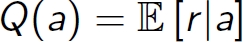 Q(a) = 𝔼 [r|a]